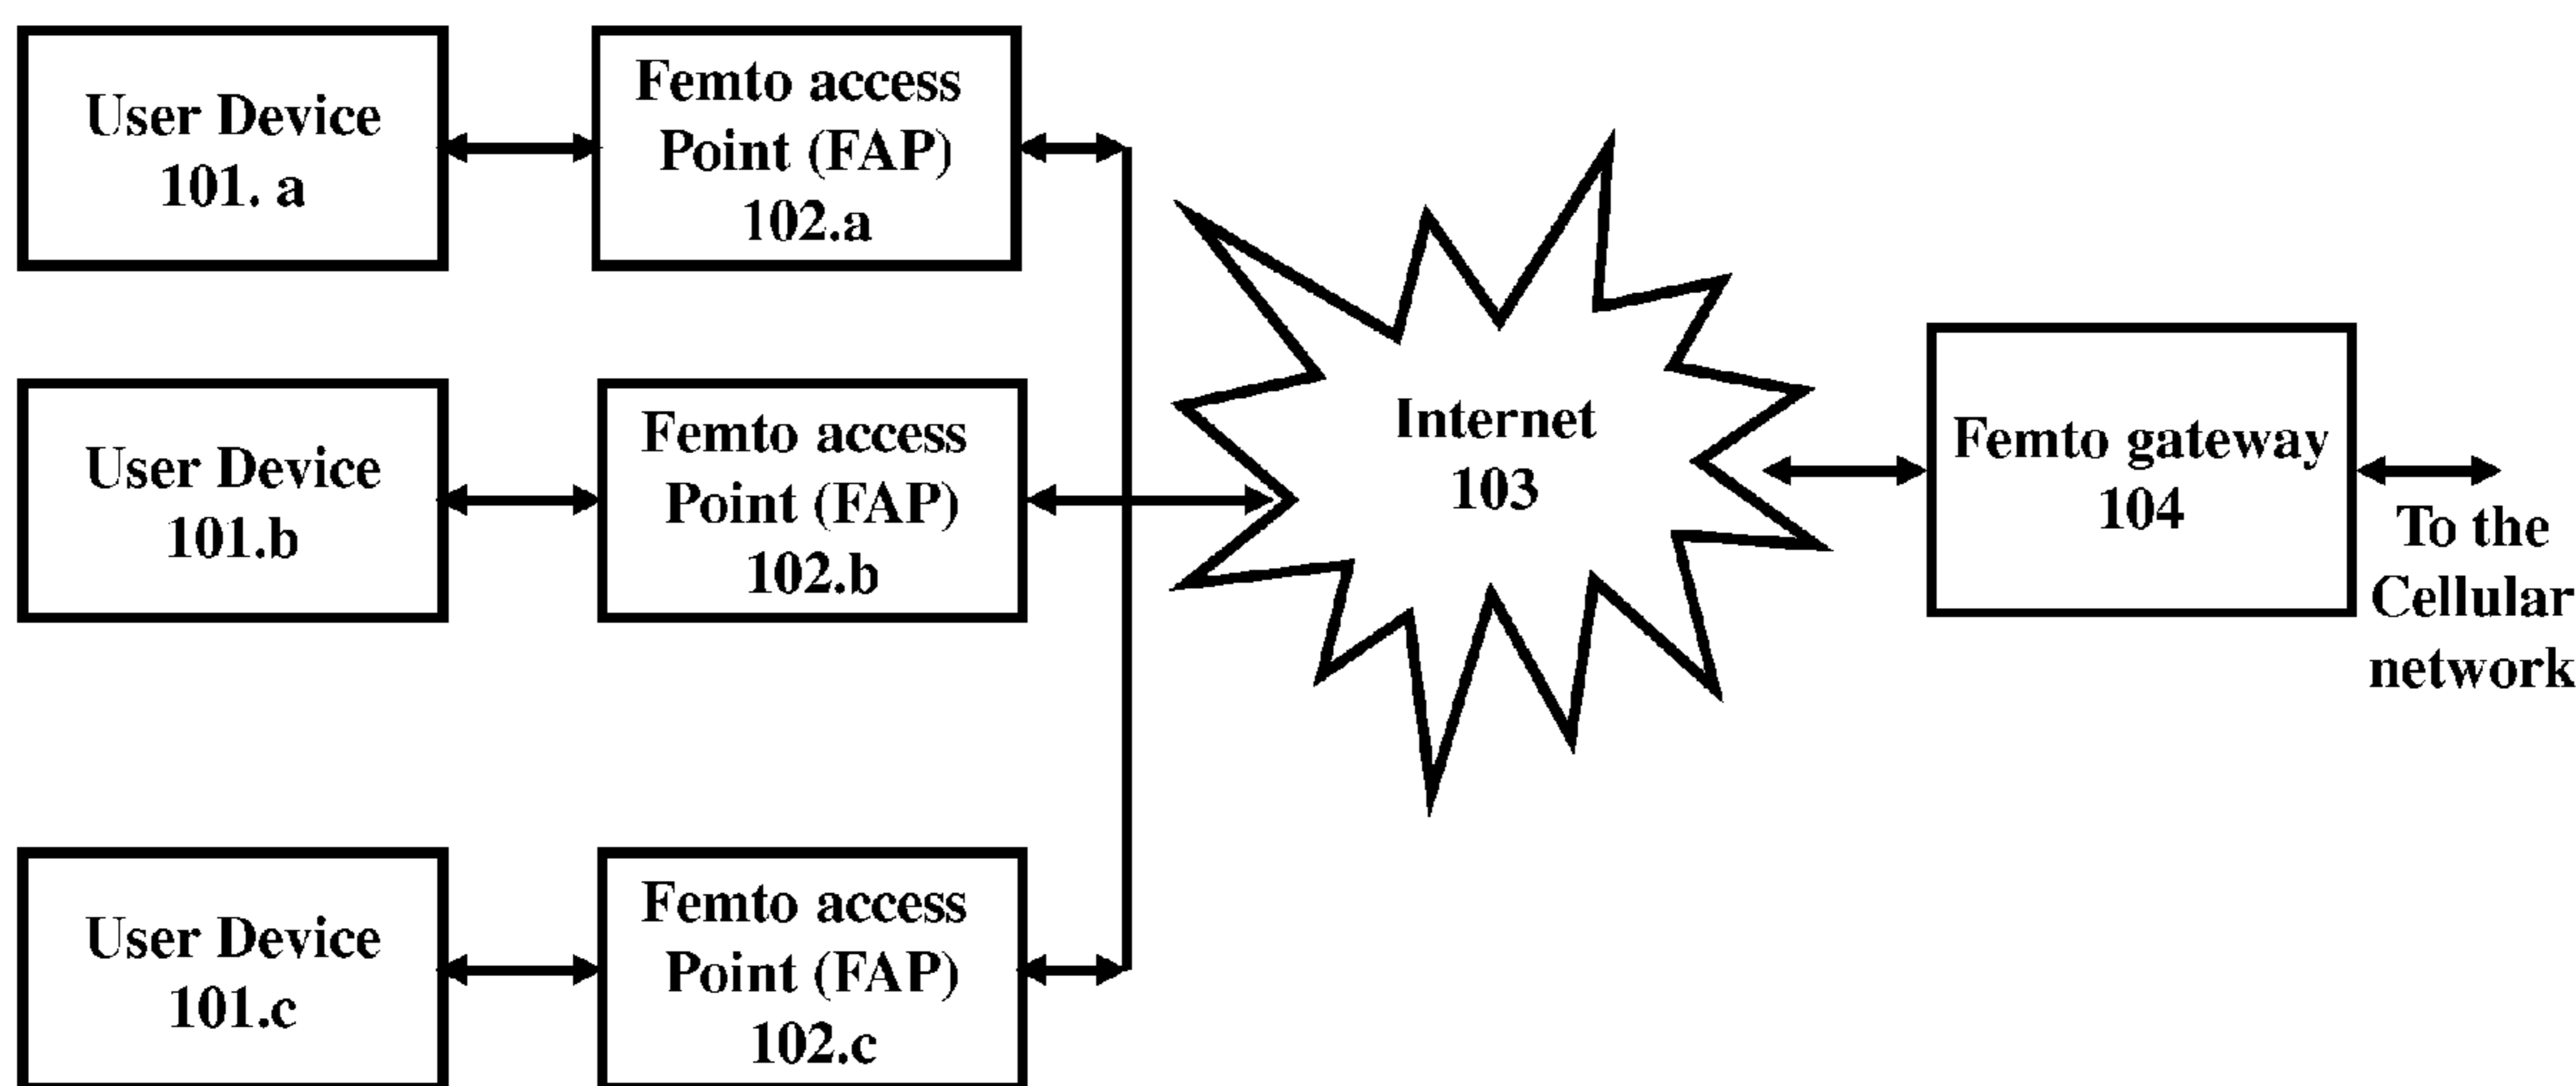 User Device
101. a
Femto access
Point (FAP)
102.a
User Device
101.b
Femto access
Point (FAP)
102.b
User Device
101.c
Femto access
Point (FAP)
102.c
Internet
103
Femto gateway
104
To the
Cellular
network